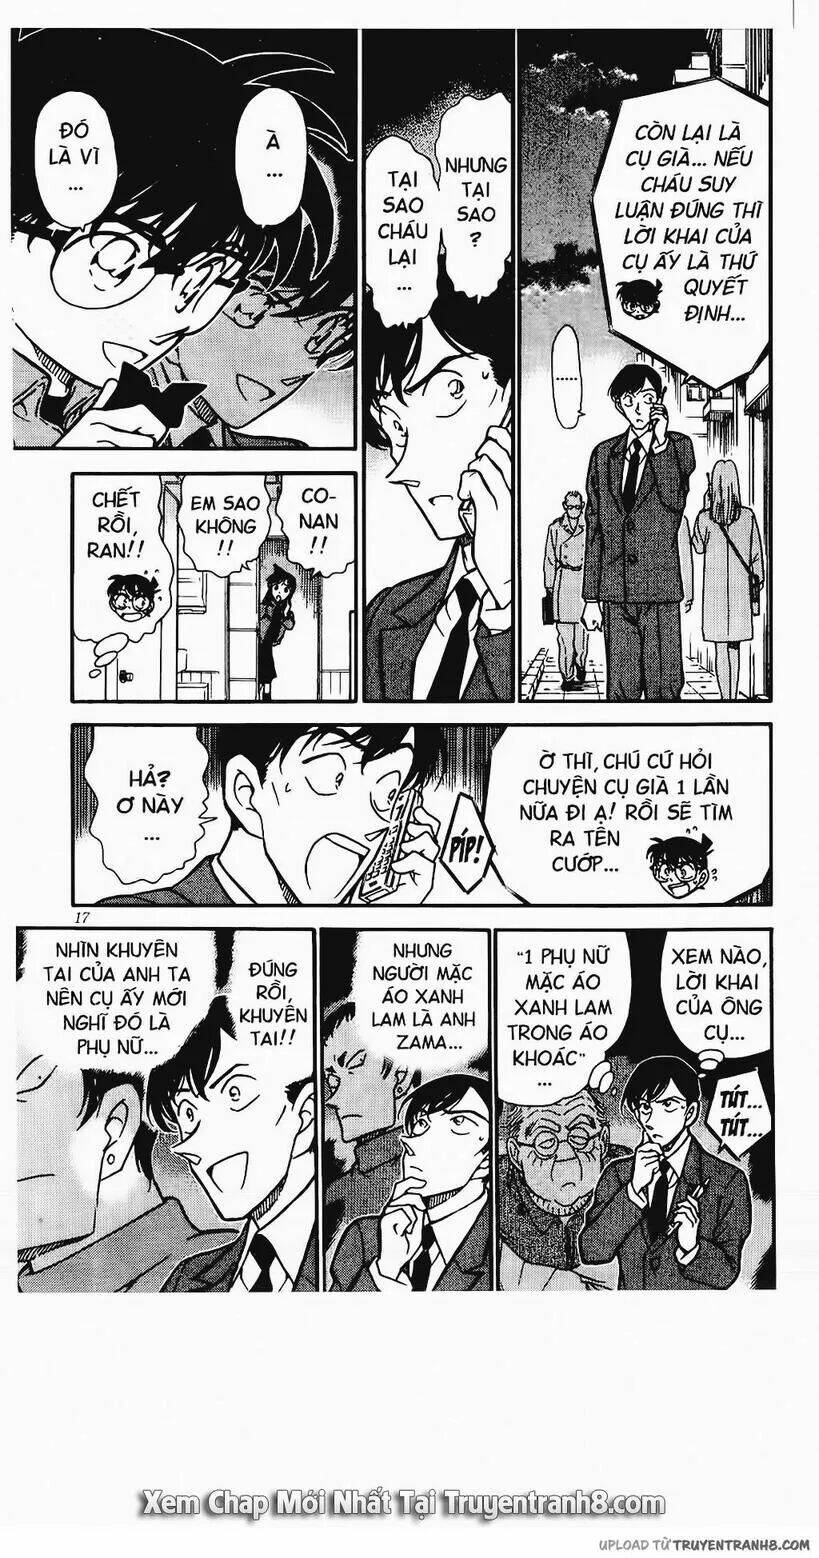 CÒN LẠI LÀ
CỤ GIÀ... NẾU
CHÁU SUY
LUẬN ĐÚNG THÌ
LỜI KHAI CỦA
CỤ ẤY LÀ THỨ
QUYẾT
ĐỊNH...
......
NHƯNG
TẠI
SAO
?
TẠI
SAO
CHÁU
LẠI
...
À
...
ĐÓ
LÀ VÌ
...
CO-
NAN
!!
EM SAO
KHÔNG
!!
CHẾT
RỒI,
RAN!!
Ờ THÌ, CHÚ CỨ HỎI
CHUYỆN CỤ GIÀ 1 LẦN
NỮA ĐI Ạ! RỒI SẼ TÌM
RA TÊN
CƯỚP...
PÍP!
HẢ?
Ơ NÀY
...
17
XEM NÀO,
LỜI KHAI
CỦA ÔNG
CỤ...
TÚT...
TÚT...
"1 PHỤ NỮ
MẶC ÁO
XANH LAM
TRONG ÁO
KHOÁC"
...
NHƯNG
NGƯỜI MẶC
ÁO XANH
LAM LÀ ANH
ZAMA...
ĐÚNG
RỒI,
KHUYÊN
TAI!!
NHÌN KHUYÊN
TAI CỦA ANH TA
NÊN CỤ ẤY MỚI
NGHĨ ĐÓ LÀ
PHỤ NỮ...
Xem Chap Mới Nhất Tại Truyentranh8.com
UPLOAD TỪ TRUYENTRANH8.COM